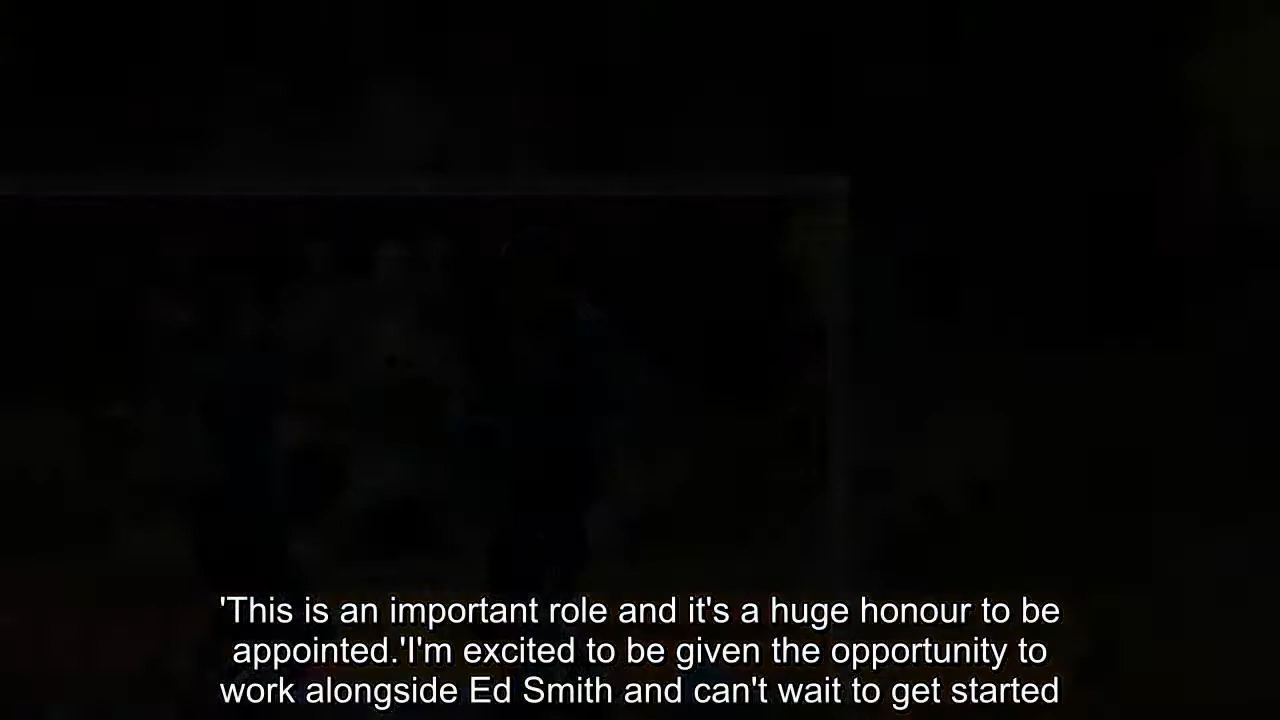 'This is an important role and it's a huge honour to be
appointed.'I'm excited to be given the opportunity to
work alongside Ed Smith and can't wait to get started